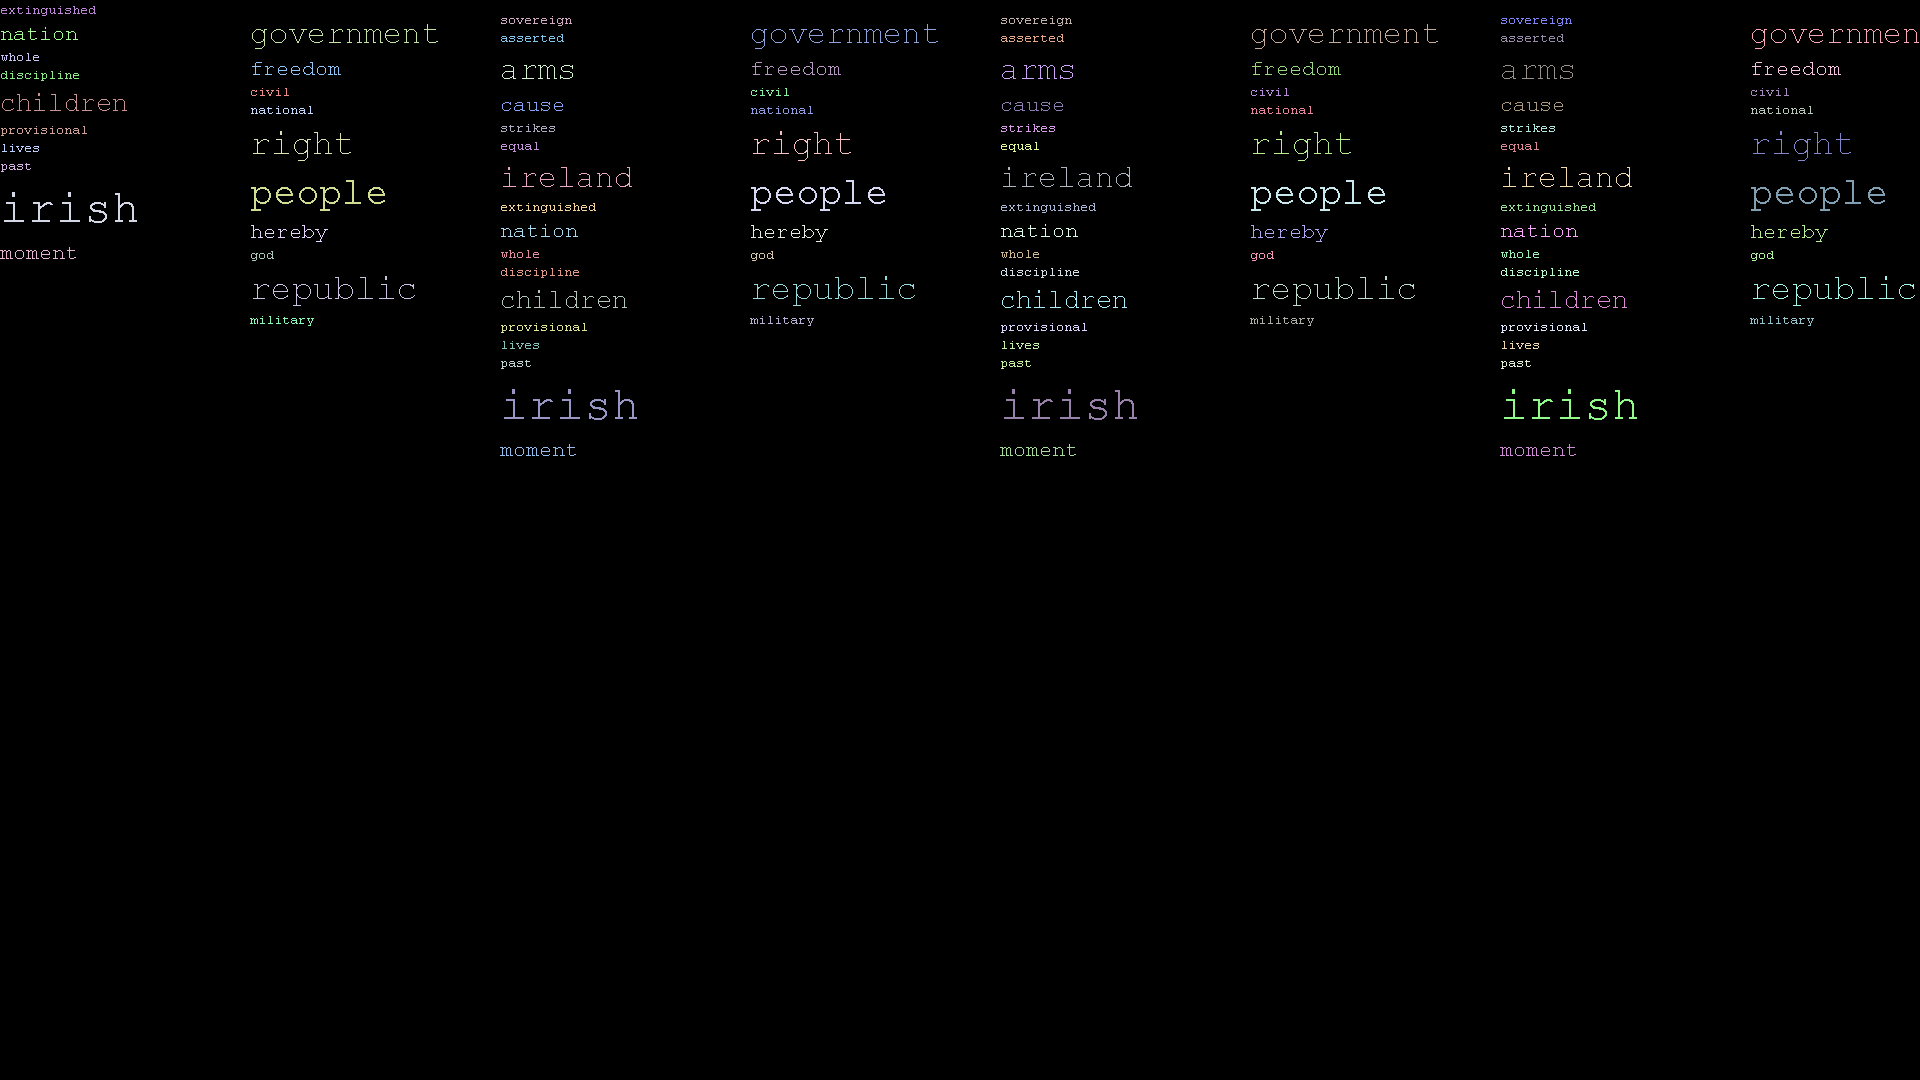 extinguished
nation
whole
discipline
children
provisional
lives
past
irish
moment
government
freedom
civil
national
right
people
hereby
god
republic
military
sovereign
asserted
arms
cause
strikes
equal
ireland
extinguished
nation
whole
discipline
children
provisional
lives
past
irish
moment
government
freedom
civil
national
right
people
hereby
god
republic
military
sovereign
asserted
arms
cause
strikes
equal
ireland
extinguished
nation
whole
discipline
children
provisional
lives
past
irish
moment
government
freedom
civil
national
right
people
hereby
god
republic
military
sovereign
asserted
arms
cause
strikes
equal
ireland
extinguished
nation
whole
discipline
children
provisional
lives
past
irish
moment
governmen
freedom
civil
national
right
people
hereby
god
republic
military